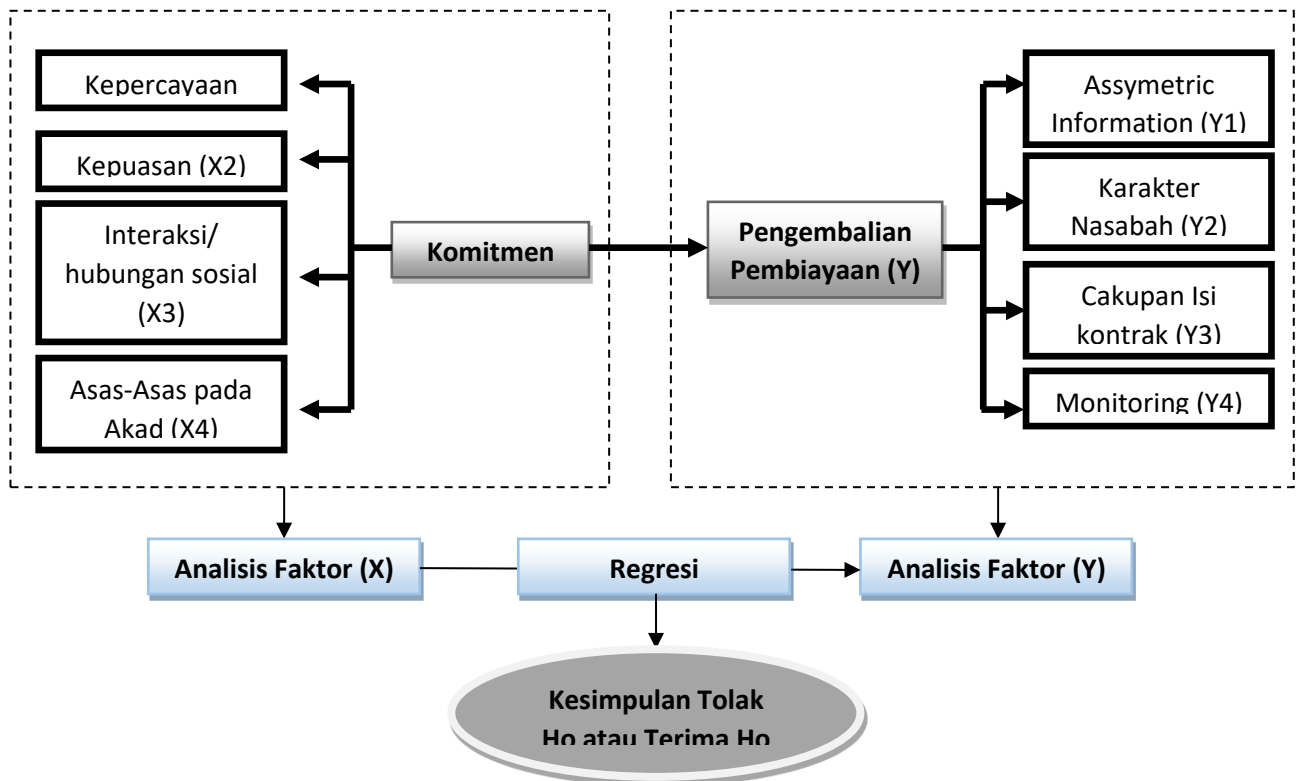 Kepercayaan
Kepuasan (X2)
Interaksi/
hubungan sosial
(X3)
Asas-Asas pada
Akad (X4)
Komitmen
Pengembalian
Pembiayaan (Y)
Assymetric
Information (Y1)
Karakter
Nasabah (Y2)
Cakupan Isi
kontrak (Y3)
Monitoring (Y4)
Analisis Faktor (X)
Regresi
Analisis Faktor (Y)
Kesimpulan Tolak
Ho atau Terima Ho